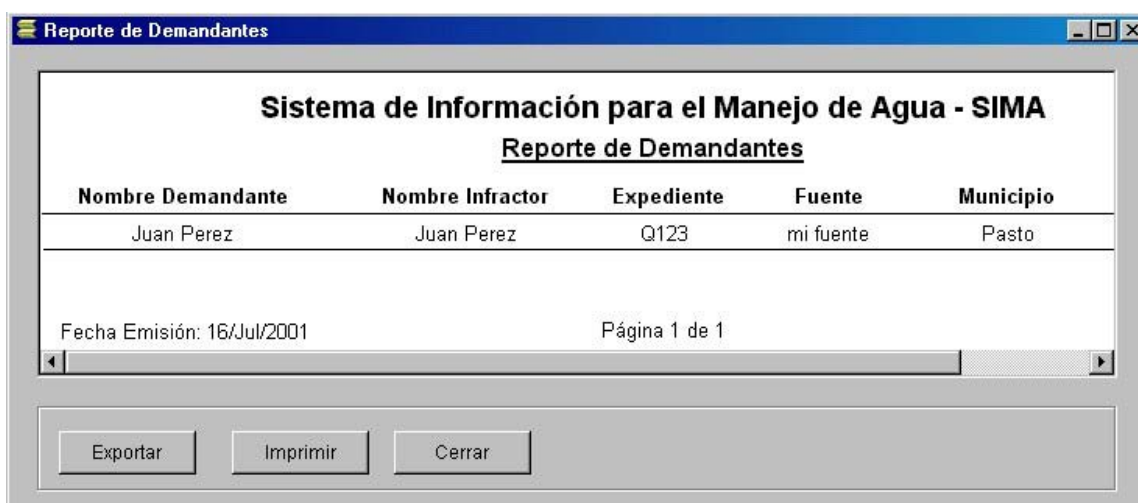 Reporte de Demandantes
Sistema de Información para el Manejo de Agua - SIMA
Reporte de Demandantes
Nombre Demandante Nombre Infractor Expediente Fuente Municipio
Juan Perez Juan Perez Q123 mi fuente Pasto
Fecha Emisión: 16/Jul/2001 Página 1 de 1
Exportar Imprimir Cerrar